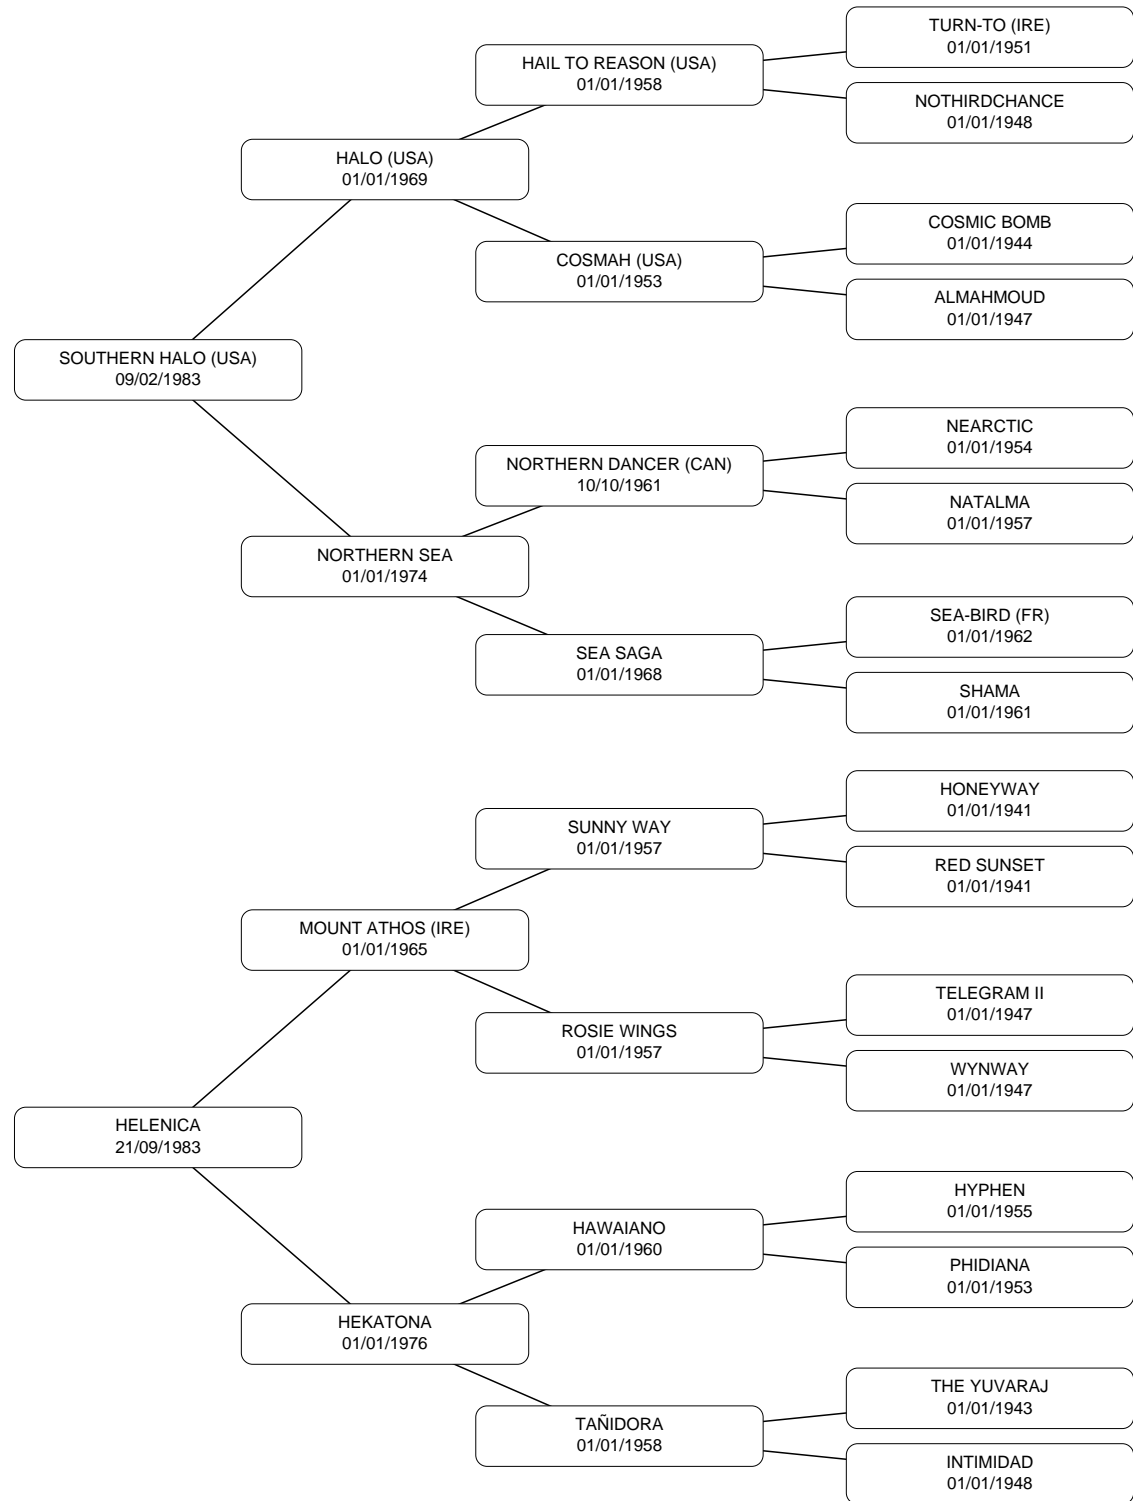 TURN-TO (IRE)
01/01/1951
HAIL TO REASON (USA)
01/01/1958
NOTHIRDCHANCE
01/01/1948
HALO (USA)
01/01/1969
COSMIC BOMB
01/01/1944
COSMAH (USA)
01/01/1953
ALMAHMOUD
01/01/1947
SOUTHERN HALO (USA)
09/02/1983
NEARCTIC
01/01/1954
NORTHERN DANCER (CAN)
10/10/1961
NATALMA
01/01/1957
NORTHERN SEA
01/01/1974
SEA-BIRD (FR)
01/01/1962
SEA SAGA
01/01/1968
SHAMA
01/01/1961
HONEYWAY
01/01/1941
SUNNY WAY
01/01/1957
RED SUNSET
01/01/1941
MOUNT ATHOS (IRE)
01/01/1965
TELEGRAM II
01/01/1947
ROSIE WINGS
01/01/1957
WYNWAY
01/01/1947
HELENICA
21/09/1983
HYPHEN
01/01/1955
HAWAIANO
01/01/1960
PHIDIANA
01/01/1953
HEKATONA
01/01/1976
THE YUVARAJ
01/01/1943
TAÑIDORA
01/01/1958
INTIMIDAD
01/01/1948